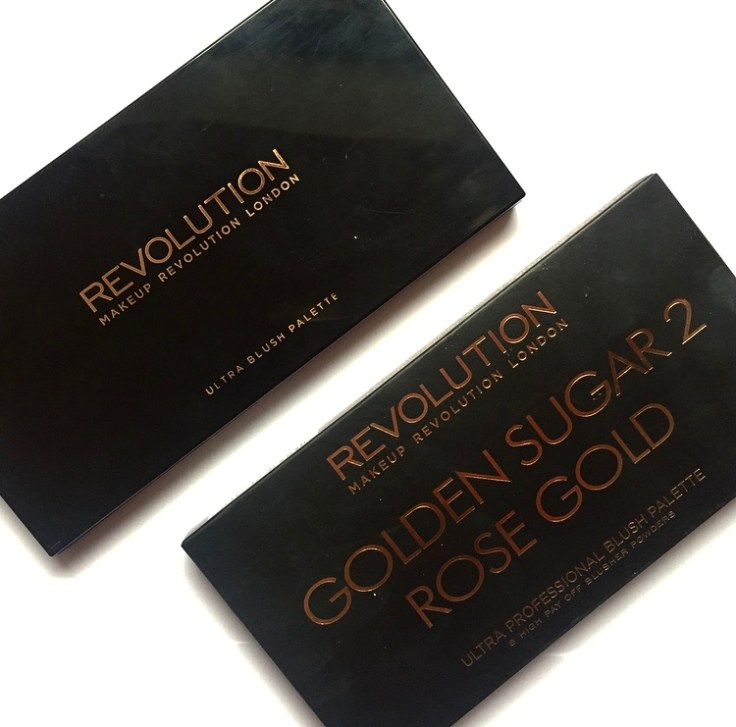 REVOLUTION
MAKEUP REVOLUTION LONDON
ULTRA BLUSH PALETTE
REVOLUTION
MAKEUP REVOLUTION LONDON
GOLDEN SUGAR 2
ROSE GOLD
ULTRA PROFESSIONAL BLUSH PALETTE
8 HIGH PAY OFF BLUSHER POWDERS